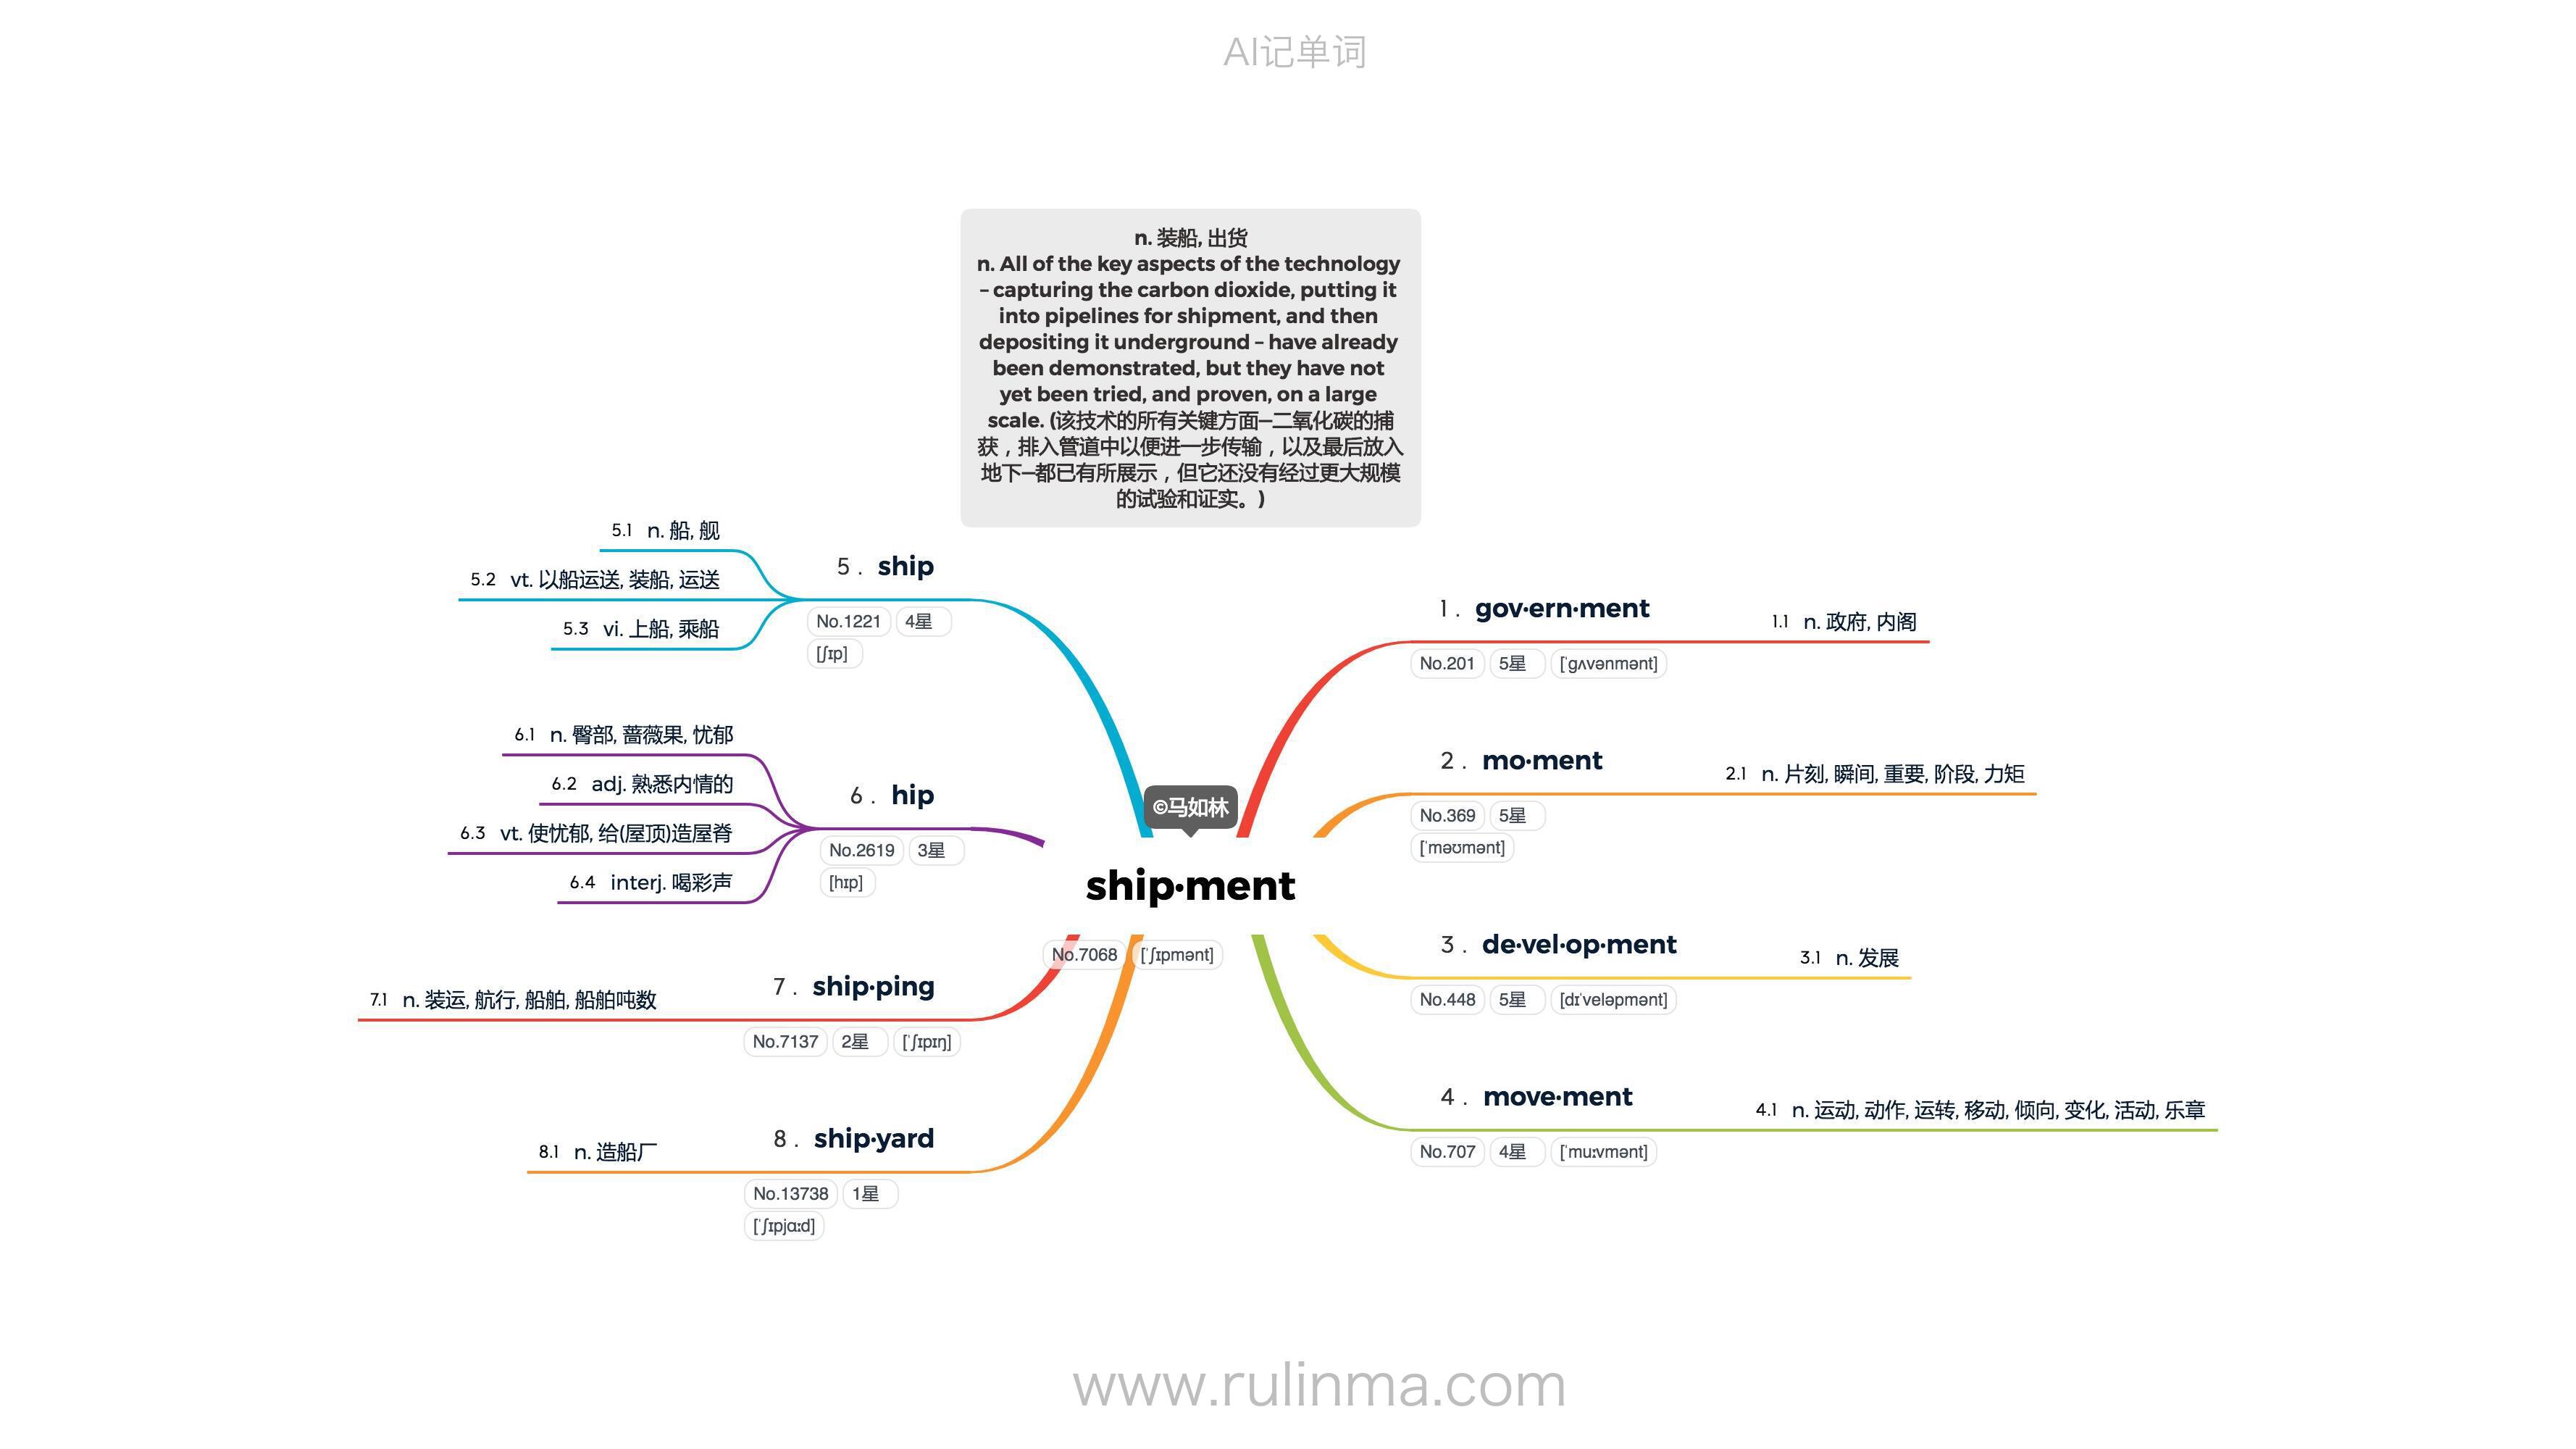 AI记单词
n. 装船, 出货
n. All of the key aspects of the technology
– capturing the carbon dioxide, putting it
into pipelines for shipment, and then
depositing it underground – have already
been demonstrated, but they have not
yet been tried, and proven, on a large
scale. (该技术的所有关键方面—二氧化碳的捕
获，排入管道中以便进一步传输，以及最后放入
地下—都已有所展示，但它还没有经过更大规模
的试验和证实。)
©马如林
ship·ment
No.7068 [ˈʃɪpmənt]
1. gov·ern·ment
No.201 5星 [ˈgʌvənmənt]
1.1 n. 政府, 内阁
2. mo·ment
No.369 5星
[ˈməʊmənt]
2.1 n. 片刻, 瞬间, 重要, 阶段, 力矩
3. de·vel·op·ment
No.448 5星 [dɪˈveləpmənt]
3.1 n. 发展
4. move·ment
No.707 4星 [ˈmuːvmənt]
4.1 n. 运动, 动作, 运转, 移动, 倾向, 变化, 活动, 乐章
5. ship
No.1221 4星
[ʃɪp]
5.1 n. 船, 舰
5.2 vt. 以船运送, 装船, 运送
5.3 vi. 上船, 乘船
6. hip
No.2619 3星
[hɪp]
6.1 n. 臀部, 蔷薇果, 忧郁
6.2 adj. 熟悉内情的
6.3 vt. 使忧郁, 给(屋顶)造屋脊
6.4 interj. 喝彩声
7. ship·ping
No.7137 2星 [ˈʃɪpɪŋ]
7.1 n. 装运, 航行, 船舶, 船舶吨数
8. ship·yard
No.13738 1星
[ˈʃɪpjɑːd]
8.1 n. 造船厂
www.rulinma.com